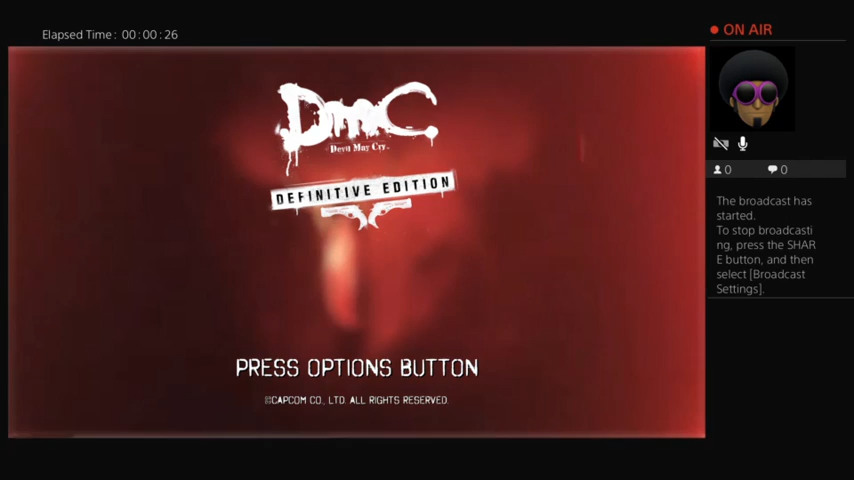 Elapsed Time: 00:00:26
ON AIR
DmC
Devil May Cry
DEFINITIVE EDITION
0
0
The broadcast has
started.
To stop broadcasti
ng, press the SHAR
E button, and then
select [Broadcast
Settings].
PRESS OPTIONS BUTTON
©CAPCOM CO., LTD. ALL RIGHTS RESERVED.